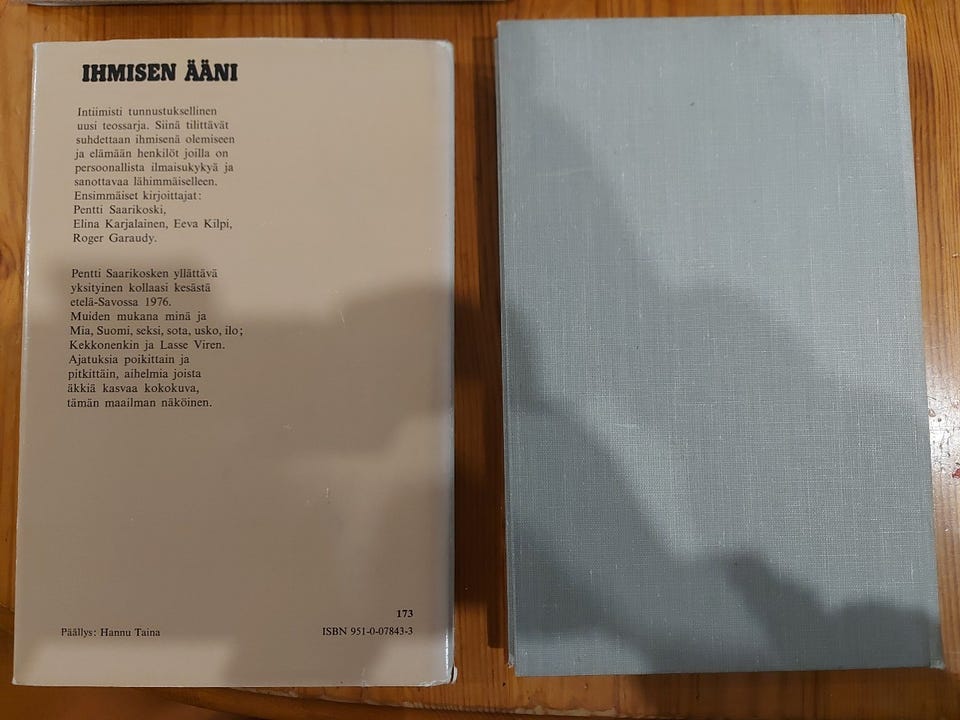 IHMISEN ÄÄNI
Intiimisti tunnustuksellinen
uusi teossarja. Siinä tilittävät
suhdettaan ihmisenä olemiseen
ja elämään henkilöt joilla on
persoonallista ilmaisukykyä ja
sanottavaa lähimmäiselleen.
Ensimmäiset kirjoittajat:
Pentti Saarikoski,
Elina Karjalainen, Eeva Kilpi,
Roger Garaudy.
Pentti Saarikosken yllättävä
yksityinen kollaasi kesästä
etelä-Savossa 1976.
Muiden mukana minä ja
Mia, Suomi, seksi, sota, usko, ilo;
Kekkonenkin ja Lasse Viren.
Ajatuksia poikittain ja
pitkittäin, aihelmia joista
äkkiä kasvaa kokokuva,
tämän maailman näköinen.
173
Päällys: Hannu Taina
ISBN 951-0-07843-3